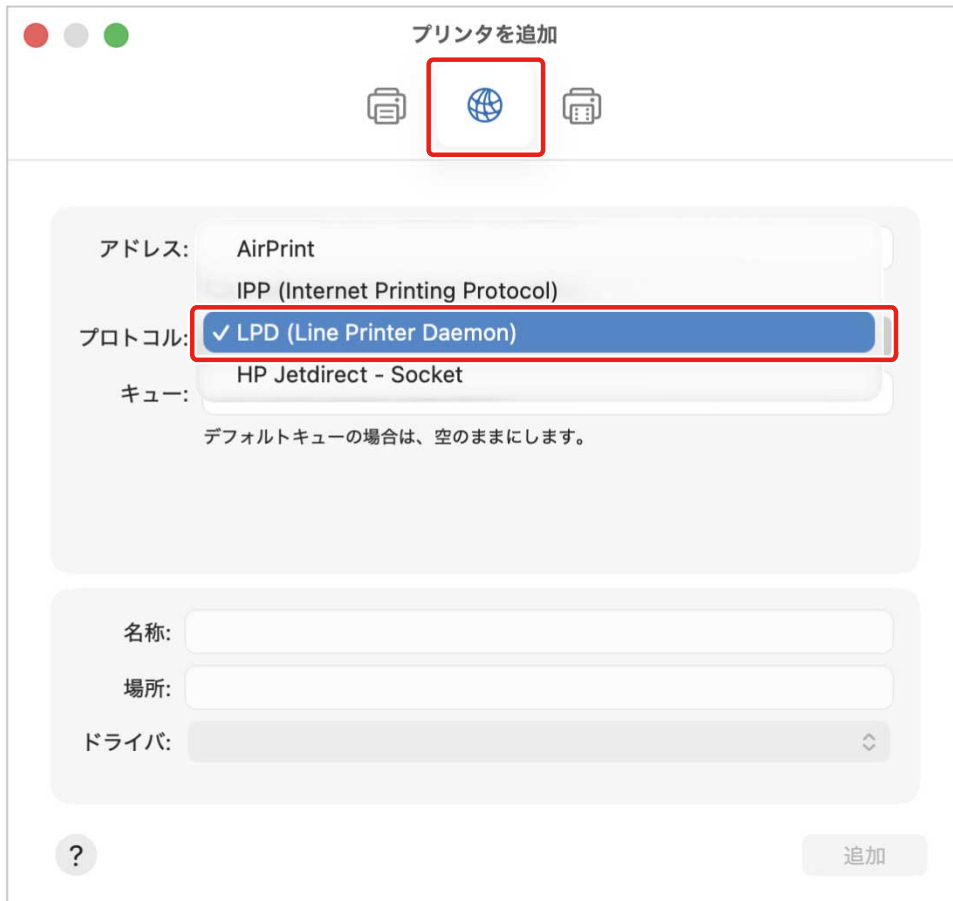 プリンタを追加
アドレス:
AirPrint
IPP (Internet Printing Protocol)
プロトコル:
✓ LPD (Line Printer Daemon)
HP Jetdirect - Socket
キュー:
デフォルトキューの場合は、空のままにします。
名称:
場所:
ドライバ:
?
追加